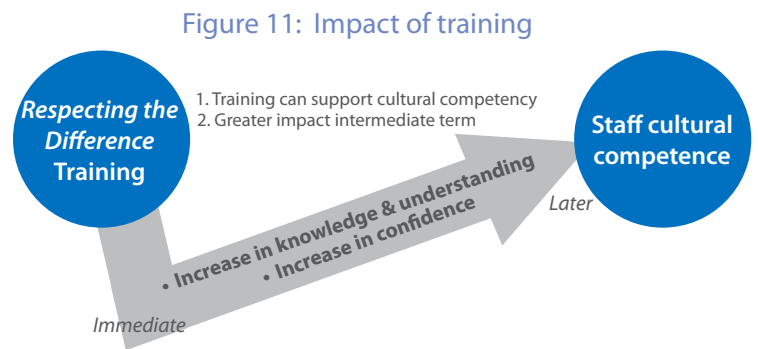 Figure 11: Impact of training
Respecting the
Difference
Training
1. Training can support cultural competency
2. Greater impact intermediate term
Staff cultural
competence
• Increase in knowledge & understanding
• Increase in confidence
Later
Immediate